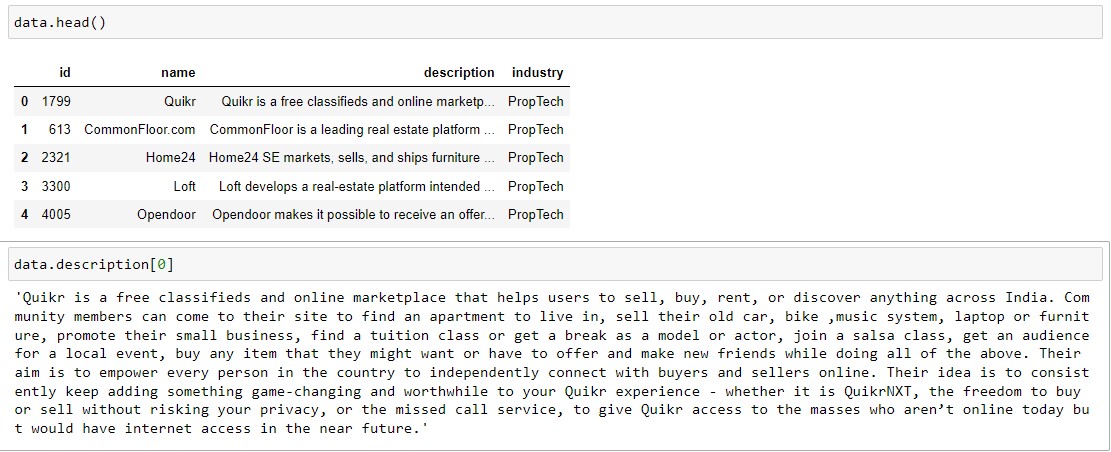 data.head()
id name description industry
0 1799 Quikr Quikr is a free classifieds and online marketp... PropTech
1 613 CommonFloor.com CommonFloor is a leading real estate platform ... PropTech
2 2321 Home24 Home24 SE markets, sells, and ships furniture ... PropTech
3 3300 Loft Loft develops a real-estate platform intended ... PropTech
4 4005 Opendoor Opendoor makes it possible to receive an offer... PropTech
data.description[0]
'Quikr is a free classifieds and online marketplace that helps users to sell, buy, rent, or discover anything across India. Com
munity members can come to their site to find an apartment to live in, sell their old car, bike ,music system, laptop or furnit
ure, promote their small business, find a tuition class or get a break as a model or actor, join a salsa class, get an audience
for a local event, buy any item that they might want or have to offer and make new friends while doing all of the above. Their
aim is to empower every person in the country to independently connect with buyers and sellers online. Their idea is to consist
ently keep adding something game-changing and worthwhile to your Quikr experience - whether it is QuikrNXT, the freedom to buy
or sell without risking your privacy, or the missed call service, to give Quikr access to the masses who aren’t online today bu
t would have internet access in the near future.'